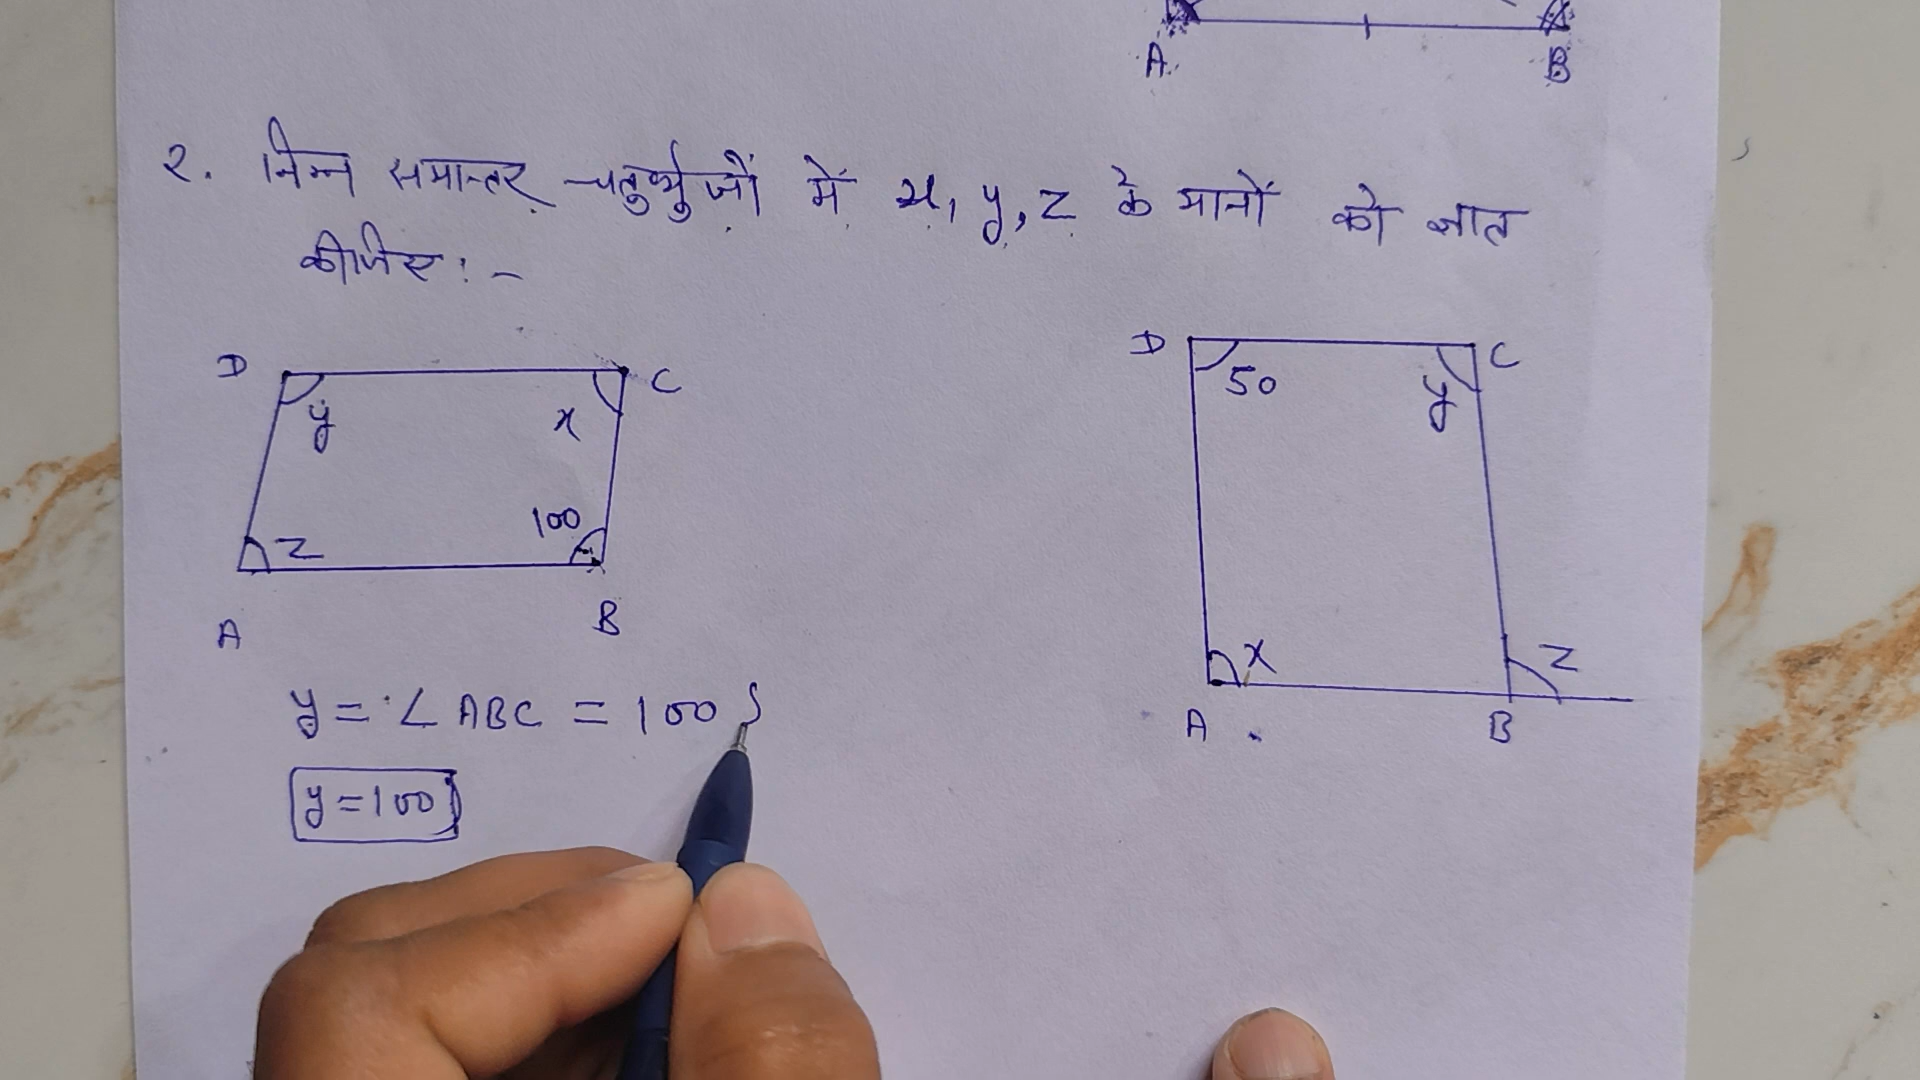 A B
2. निम्न समान्तर चतुर्भुजों में x, y, z के मानों को ज्ञात
कीजिए :-
D C
y x
z 100
A B
y = ∠ABC = 100
y=100
D C
50 y
x z
A B